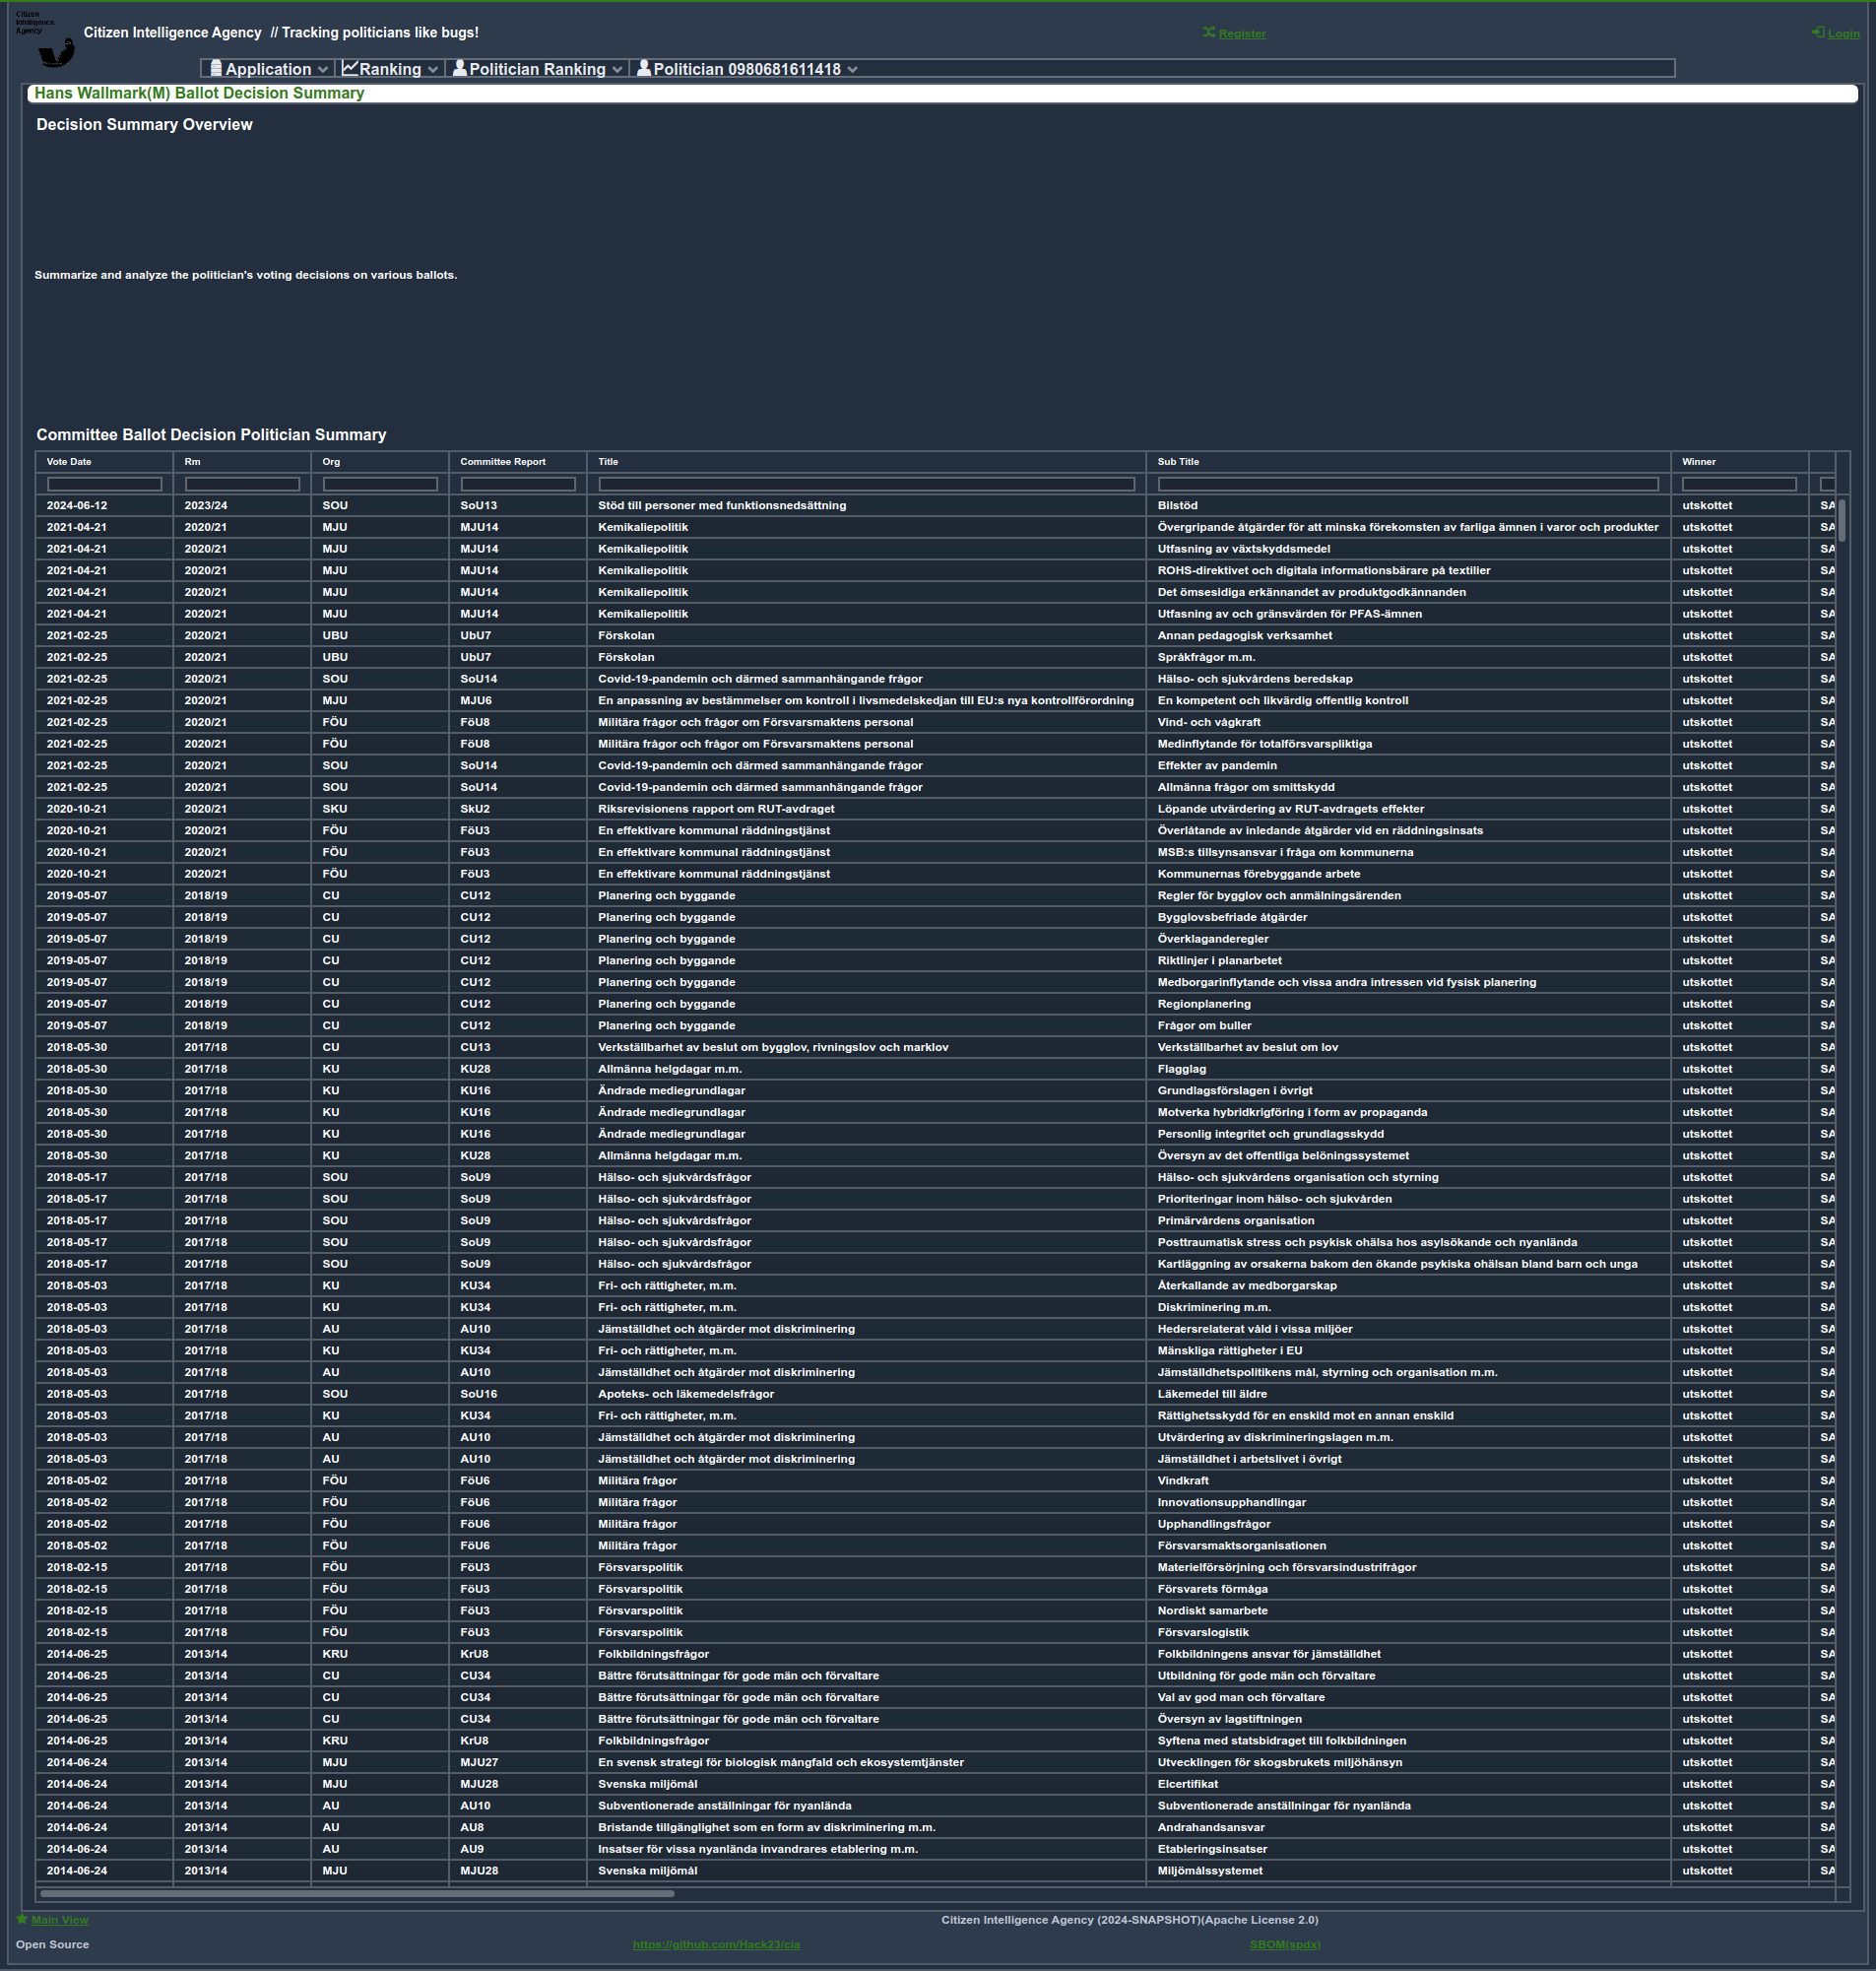 Citizen
Intelligence
Agency
Citizen Intelligence Agency // Tracking politicians like bugs!
Register
Login
Application Ranking Politician Ranking Politician 0980681611418
Hans Wallmark(M) Ballot Decision Summary
Decision Summary Overview
Summarize and analyze the politician's voting decisions on various ballots.
Committee Ballot Decision Politician Summary
Vote Date Rm Org Committee Report Title Sub Title Winner
2024-06-12 2023/24 SOU SoU13 Stöd till personer med funktionsnedsättning Bilstöd utskottet SA
2021-04-21 2020/21 MJU MJU14 Kemikaliepolitik Övergripande åtgärder för att minska förekomsten av farliga ämnen i varor och produkter utskottet SA
2021-04-21 2020/21 MJU MJU14 Kemikaliepolitik Utfasning av växtskyddsmedel utskottet SA
2021-04-21 2020/21 MJU MJU14 Kemikaliepolitik ROHS-direktivet och digitala informationsbärare på textilier utskottet SA
2021-04-21 2020/21 MJU MJU14 Kemikaliepolitik Det ömsesidiga erkännandet av produktgodkännanden utskottet SA
2021-04-21 2020/21 MJU MJU14 Kemikaliepolitik Utfasning av och gränsvärden för PFAS-ämnen utskottet SA
2021-02-25 2020/21 UBU UbU7 Förskolan Annan pedagogisk verksamhet utskottet SA
2021-02-25 2020/21 UBU UbU7 Förskolan Språkfrågor m.m. utskottet SA
2021-02-25 2020/21 SOU SoU14 Covid-19-pandemin och därmed sammanhängande frågor Hälso- och sjukvårdens beredskap utskottet SA
2021-02-25 2020/21 MJU MJU6 En anpassning av bestämmelser om kontroll i livsmedelskedjan till EU:s nya kontrollförordning En kompetent och likvärdig offentlig kontroll utskottet SA
2021-02-25 2020/21 FÖU FöU8 Militära frågor och frågor om Försvarsmaktens personal Vind- och vågkraft utskottet SA
2021-02-25 2020/21 FÖU FöU8 Militära frågor och frågor om Försvarsmaktens personal Medinflytande för totalförsvarspliktiga utskottet SA
2021-02-25 2020/21 SOU SoU14 Covid-19-pandemin och därmed sammanhängande frågor Effekter av pandemin utskottet SA
2021-02-25 2020/21 SOU SoU14 Covid-19-pandemin och därmed sammanhängande frågor Allmänna frågor om smittskydd utskottet SA
2020-10-21 2020/21 SKU SkU2 Riksrevisionens rapport om RUT-avdraget Löpande utvärdering av RUT-avdragets effekter utskottet SA
2020-10-21 2020/21 FÖU FöU3 En effektivare kommunal räddningstjänst Överlåtande av inledande åtgärder vid en räddningsinsats utskottet SA
2020-10-21 2020/21 FÖU FöU3 En effektivare kommunal räddningstjänst MSB:s tillsynsansvar i fråga om kommunerna utskottet SA
2020-10-21 2020/21 FÖU FöU3 En effektivare kommunal räddningstjänst Kommunernas förebyggande arbete utskottet SA
2019-05-07 2018/19 CU CU12 Planering och byggande Regler för bygglov och anmälningsärenden utskottet SA
2019-05-07 2018/19 CU CU12 Planering och byggande Bygglovsbefriade åtgärder utskottet SA
2019-05-07 2018/19 CU CU12 Planering och byggande Överklaganderegler utskottet SA
2019-05-07 2018/19 CU CU12 Planering och byggande Riktlinjer i planarbetet utskottet SA
2019-05-07 2018/19 CU CU12 Planering och byggande Medborgarinflytande och vissa andra intressen vid fysisk planering utskottet SA
2019-05-07 2018/19 CU CU12 Planering och byggande Regionplanering utskottet SA
2019-05-07 2018/19 CU CU12 Planering och byggande Frågor om buller utskottet SA
2018-05-30 2017/18 CU CU13 Verkställbarhet av beslut om bygglov, rivningslov och marklov Verkställbarhet av beslut om lov utskottet SA
2018-05-30 2017/18 KU KU28 Allmänna helgdagar m.m. Flagglag utskottet SA
2018-05-30 2017/18 KU KU16 Ändrade mediegrundlagar Grundlagsförslagen i övrigt utskottet SA
2018-05-30 2017/18 KU KU16 Ändrade mediegrundlagar Motverka hybridkrigföring i form av propaganda utskottet SA
2018-05-30 2017/18 KU KU16 Ändrade mediegrundlagar Personlig integritet och grundlagsskydd utskottet SA
2018-05-30 2017/18 KU KU28 Allmänna helgdagar m.m. Översyn av det offentliga belöningssystemet utskottet SA
2018-05-17 2017/18 SOU SoU9 Hälso- och sjukvårdsfrågor Hälso- och sjukvårdens organisation och styrning utskottet SA
2018-05-17 2017/18 SOU SoU9 Hälso- och sjukvårdsfrågor Prioriteringar inom hälso- och sjukvården utskottet SA
2018-05-17 2017/18 SOU SoU9 Hälso- och sjukvårdsfrågor Primärvårdens organisation utskottet SA
2018-05-17 2017/18 SOU SoU9 Hälso- och sjukvårdsfrågor Posttraumatisk stress och psykisk ohälsa hos asylsökande och nyanlända utskottet SA
2018-05-17 2017/18 SOU SoU9 Hälso- och sjukvårdsfrågor Kartläggning av orsakerna bakom den ökande psykiska ohälsan bland barn och unga utskottet SA
2018-05-03 2017/18 KU KU34 Fri- och rättigheter, m.m. Återkallande av medborgarskap utskottet SA
2018-05-03 2017/18 KU KU34 Fri- och rättigheter, m.m. Diskriminering m.m. utskottet SA
2018-05-03 2017/18 AU AU10 Jämställdhet och åtgärder mot diskriminering Hedersrelaterat våld i vissa miljöer utskottet SA
2018-05-03 2017/18 KU KU34 Fri- och rättigheter, m.m. Mänskliga rättigheter i EU utskottet SA
2018-05-03 2017/18 AU AU10 Jämställdhet och åtgärder mot diskriminering Jämställdhetspolitikens mål, styrning och organisation m.m. utskottet SA
2018-05-03 2017/18 SOU SoU16 Apoteks- och läkemedelsfrågor Läkemedel till äldre utskottet SA
2018-05-03 2017/18 KU KU34 Fri- och rättigheter, m.m. Rättighetsskydd för en enskild mot en annan enskild utskottet SA
2018-05-03 2017/18 AU AU10 Jämställdhet och åtgärder mot diskriminering Utvärdering av diskrimineringslagen m.m. utskottet SA
2018-05-03 2017/18 AU AU10 Jämställdhet och åtgärder mot diskriminering Jämställdhet i arbetslivet i övrigt utskottet SA
2018-05-02 2017/18 FÖU FöU6 Militära frågor Vindkraft utskottet SA
2018-05-02 2017/18 FÖU FöU6 Militära frågor Innovationsupphandlingar utskottet SA
2018-05-02 2017/18 FÖU FöU6 Militära frågor Upphandlingsfrågor utskottet SA
2018-05-02 2017/18 FÖU FöU6 Militära frågor Försvarsmaktsorganisationen utskottet SA
2018-02-15 2017/18 FÖU FöU3 Försvarspolitik Materielförsörjning och försvarsindustrifrågor utskottet SA
2018-02-15 2017/18 FÖU FöU3 Försvarspolitik Försvarets förmåga utskottet SA
2018-02-15 2017/18 FÖU FöU3 Försvarspolitik Nordiskt samarbete utskottet SA
2018-02-15 2017/18 FÖU FöU3 Försvarspolitik Försvarslogistik utskottet SA
2014-06-25 2013/14 KRU KrU8 Folkbildningsfrågor Folkbildningens ansvar för jämställdhet utskottet SA
2014-06-25 2013/14 CU CU34 Bättre förutsättningar för gode män och förvaltare Utbildning för gode män och förvaltare utskottet SA
2014-06-25 2013/14 CU CU34 Bättre förutsättningar för gode män och förvaltare Val av god man och förvaltare utskottet SA
2014-06-25 2013/14 CU CU34 Bättre förutsättningar för gode män och förvaltare Översyn av lagstiftningen utskottet SA
2014-06-25 2013/14 KRU KrU8 Folkbildningsfrågor Syftena med statsbidraget till folkbildningen utskottet SA
2014-06-24 2013/14 MJU MJU27 En svensk strategi för biologisk mångfald och ekosystemtjänster Utvecklingen för skogsbrukets miljöhänsyn utskottet SA
2014-06-24 2013/14 MJU MJU28 Svenska miljömål Elcertifikat utskottet SA
2014-06-24 2013/14 AU AU10 Subventionerade anställningar för nyanlända Subventionerade anställningar för nyanlända utskottet SA
2014-06-24 2013/14 AU AU8 Bristande tillgänglighet som en form av diskriminering m.m. Andrahandsansvar utskottet SA
2014-06-24 2013/14 AU AU9 Insatser för vissa nyanlända invandrares etablering m.m. Etableringsinsatser utskottet SA
2014-06-24 2013/14 MJU MJU28 Svenska miljömål Miljömålssystemet utskottet SA
Main View
Citizen Intelligence Agency (2024-SNAPSHOT)(Apache License 2.0)
Open Source
https://github.com/Hack23/cia
SBOM(spdx)